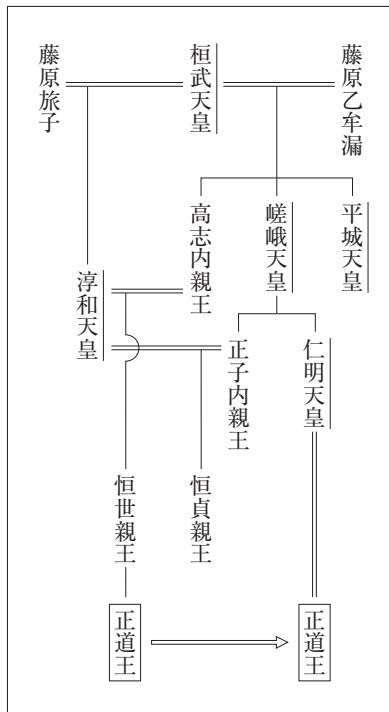 藤原乙牟漏
桓武天皇
藤原旅子
平城天皇
嵯峨天皇
高志内親王
淳和天皇
仁明天皇
正子内親王
恒貞親王
恒世親王
正道王
正道王